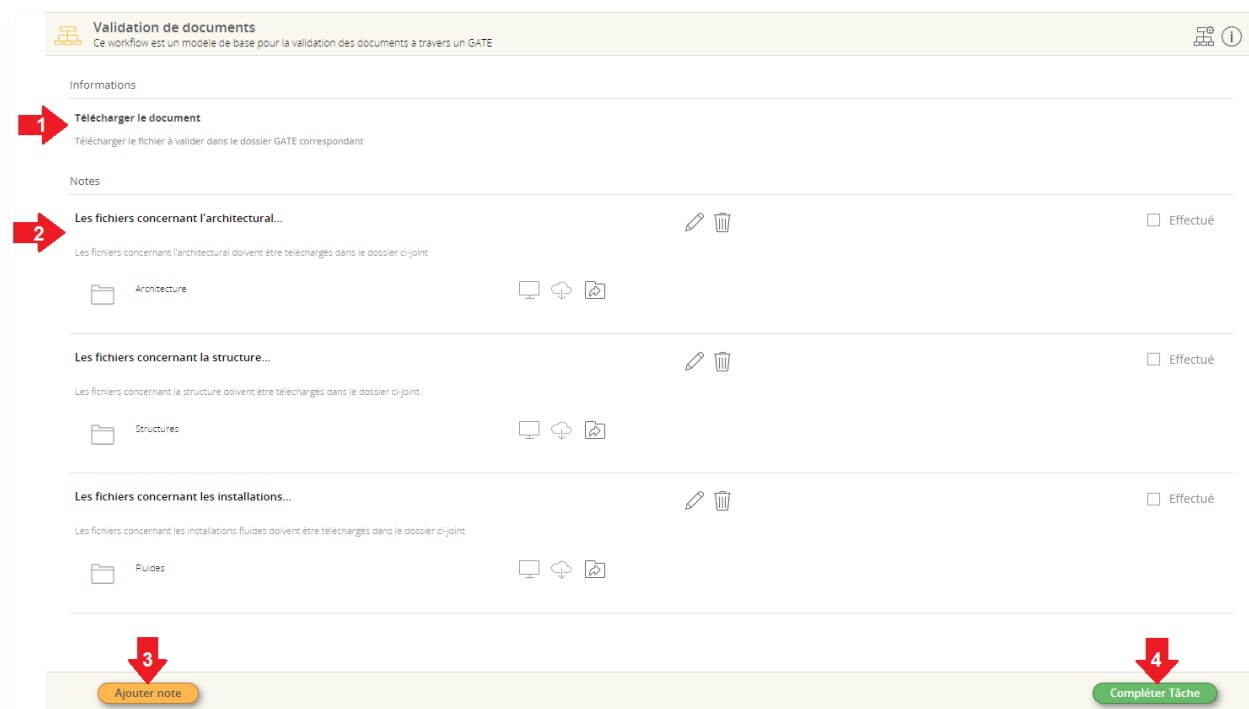 Validation de documents
Ce workflow est un modèle de base pour la validation des documents à travers un GATE
Informations
1
Télécharger le document
Télécharger le fichier à valider dans le dossier GATE correspondant
Notes
2
Les fichiers concernant l'architectural...
Effectué
Les fichiers concernant l'architectural doivent être téléchargés dans le dossier ci-joint
Architecture
Les fichiers concernant la structure...
Effectué
Les fichiers concernant la structure doivent être téléchargés dans le dossier ci-joint
Structures
Les fichiers concernant les installations...
Effectué
Les fichiers concernant les installations fluides doivent être téléchargés dans le dossier ci-joint
Fluides
3
4
Ajouter note
Compléter Tâche